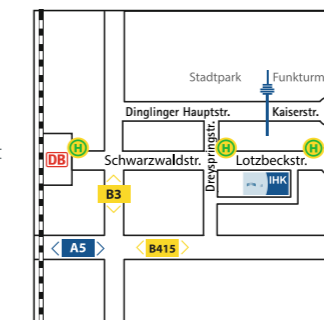 Stadtpark
Funkturm
Dinglinger Hauptstr.
Kaiserstr.
H
H
H
DB
Schwarzwaldstr.
Dreyspringstr.
Lotzbeckstr.
IHK
B3
A5
B415